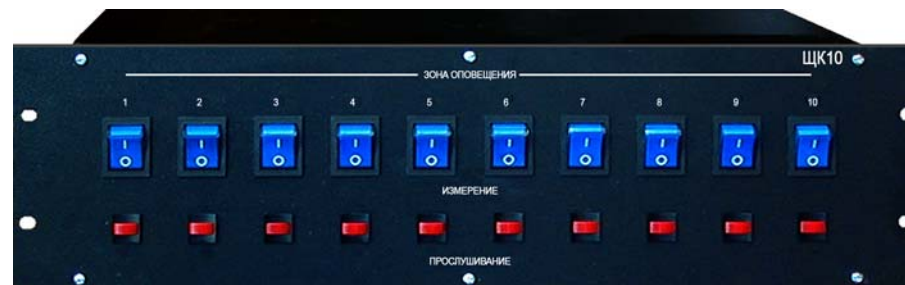 ЩК10
ЗОНА ОПОВЕЩЕНИЯ
1 2 3 4 5 6 7 8 9 10
ИЗМЕРЕНИЕ
ПРОСЛУШИВАНИЕ